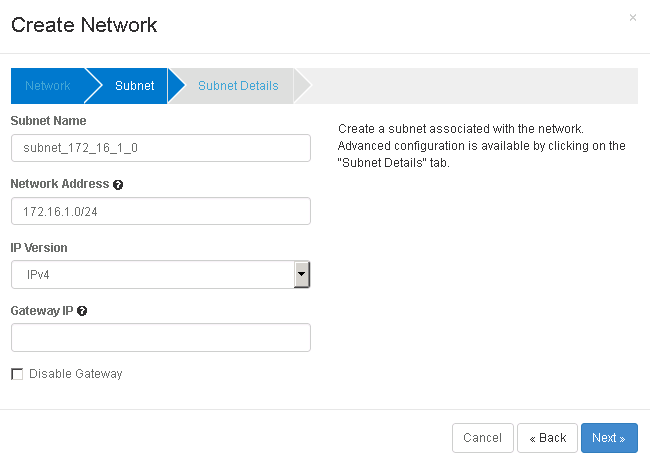 Create Network
×
Network
Subnet
Subnet Details
Subnet Name
subnet_172_16_1_0
Create a subnet associated with the network.
Advanced configuration is available by clicking on the
"Subnet Details" tab.
Network Address ?
172.16.1.0/24
IP Version
IPv4
Gateway IP ?
Disable Gateway
Cancel
« Back
Next »